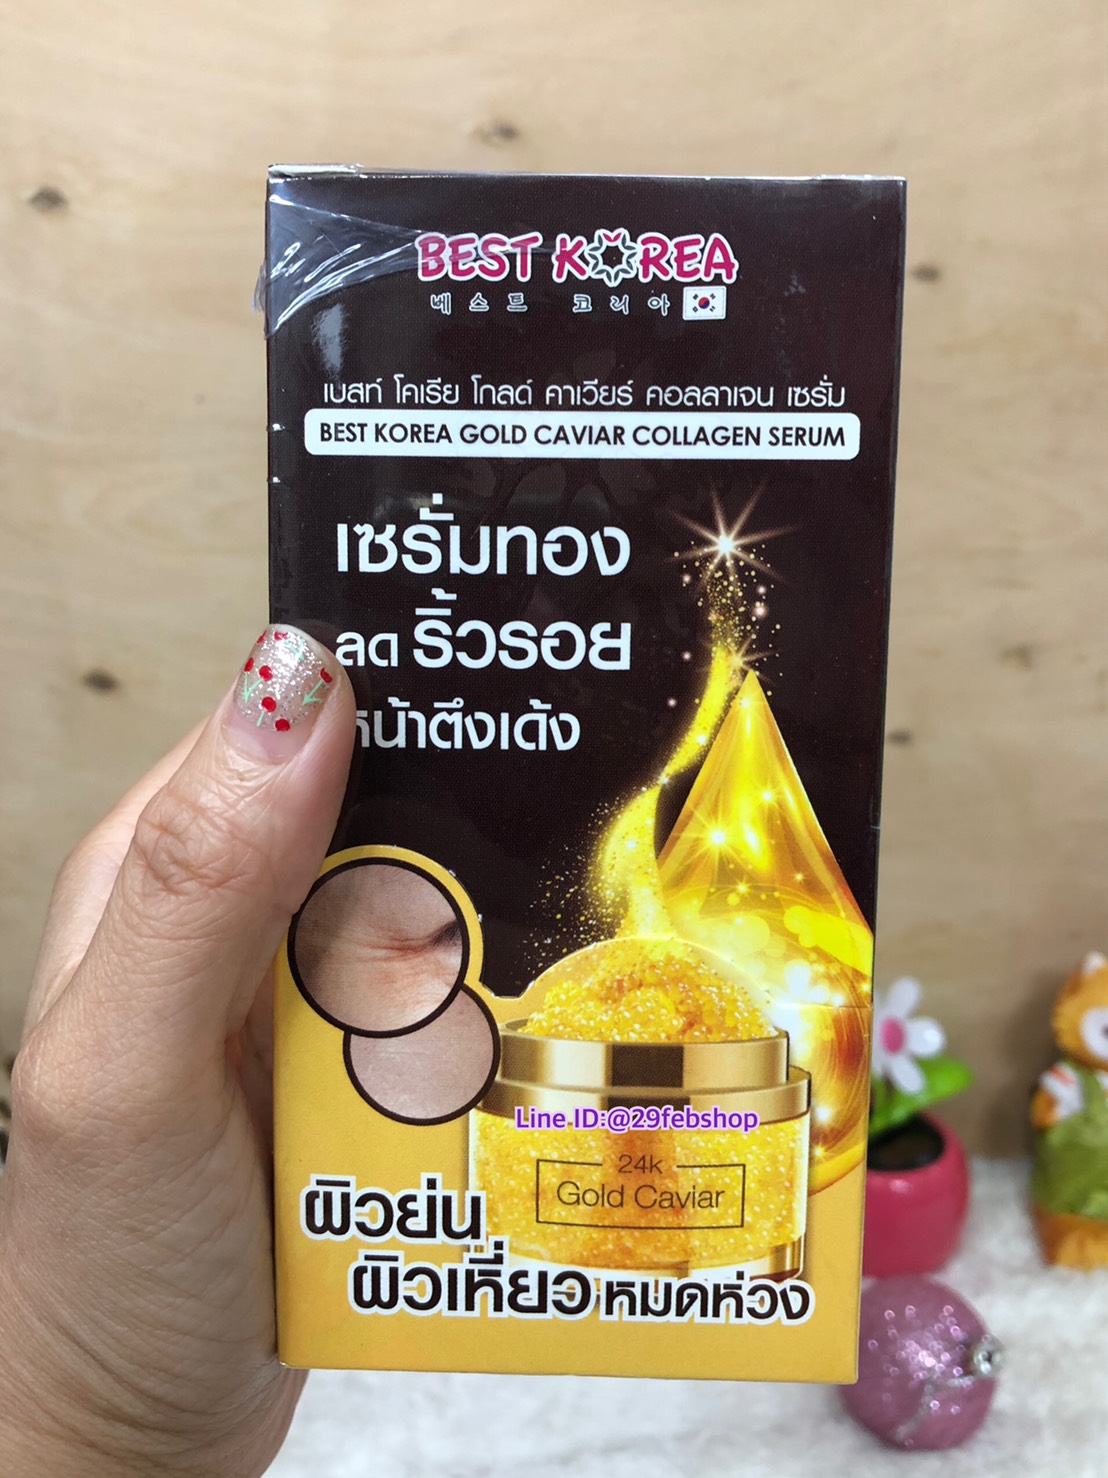 BEST KOREA
베스트 코리아
เบสท์ โคเรีย โกลด์ คาเวียร์ คอลลาเจน เซรั่ม
BEST KOREA GOLD CAVIAR COLLAGEN SERUM
เซรั่มทอง
ลด ริ้วรอย
หน้าตึงเด้ง
Line ID:@29febshop
24k
Gold Caviar
ผิวย่น
ผิวเหี่ยว หมดห่วง